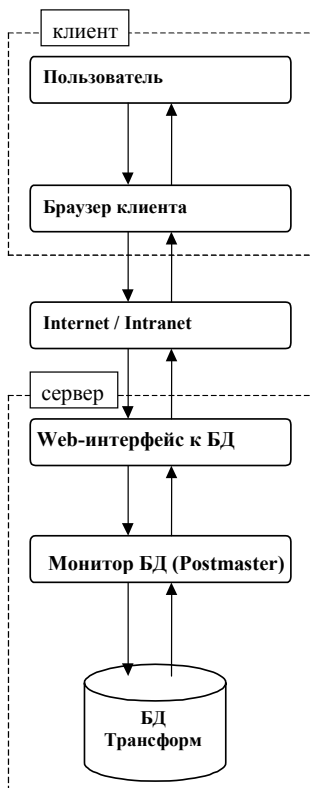 клиент
Пользователь
Браузер клиента
Internet / Intranet
сервер
Web-интерфейс к БД
Монитор БД (Postmaster)
БД
Трансформ